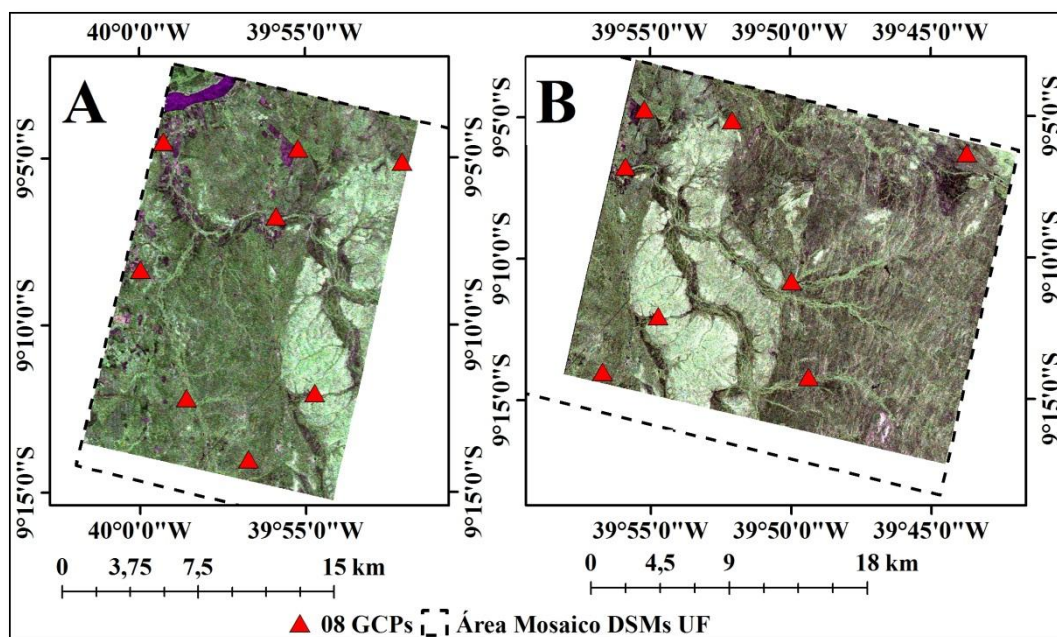 40°0'0"W 39°55'0"W
39°55'0"W 39°50'0"W 39°45'0"W
A
B
9°5'0"S
9°10'0"S
9°15'0"S
9°5'0"S
9°5'0"S
9°10'0"S
9°10'0"S
9°15'0"S
9°15'0"S
40°0'0"W 39°55'0"W
39°55'0"W 39°50'0"W 39°45'0"W
0 3,75 7,5 15 km
0 4,5 9 18 km
08 GCPs Área Mosaico DSMs UF